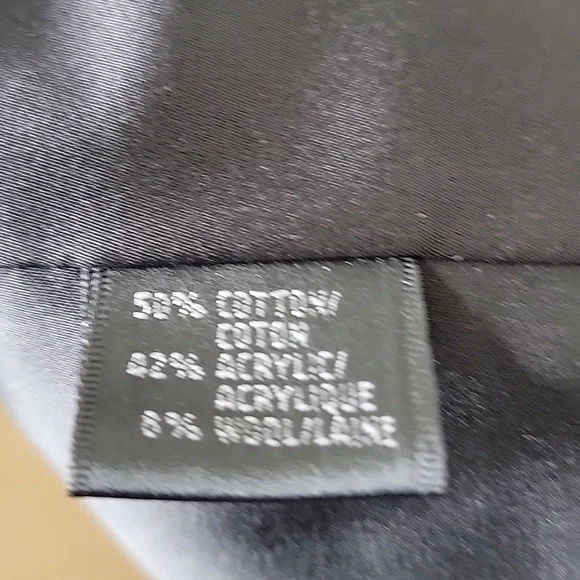 50% COTTON/
COTON
42% ACRYLIC/
ACRYLIQUE
8% WOOL/LAINE